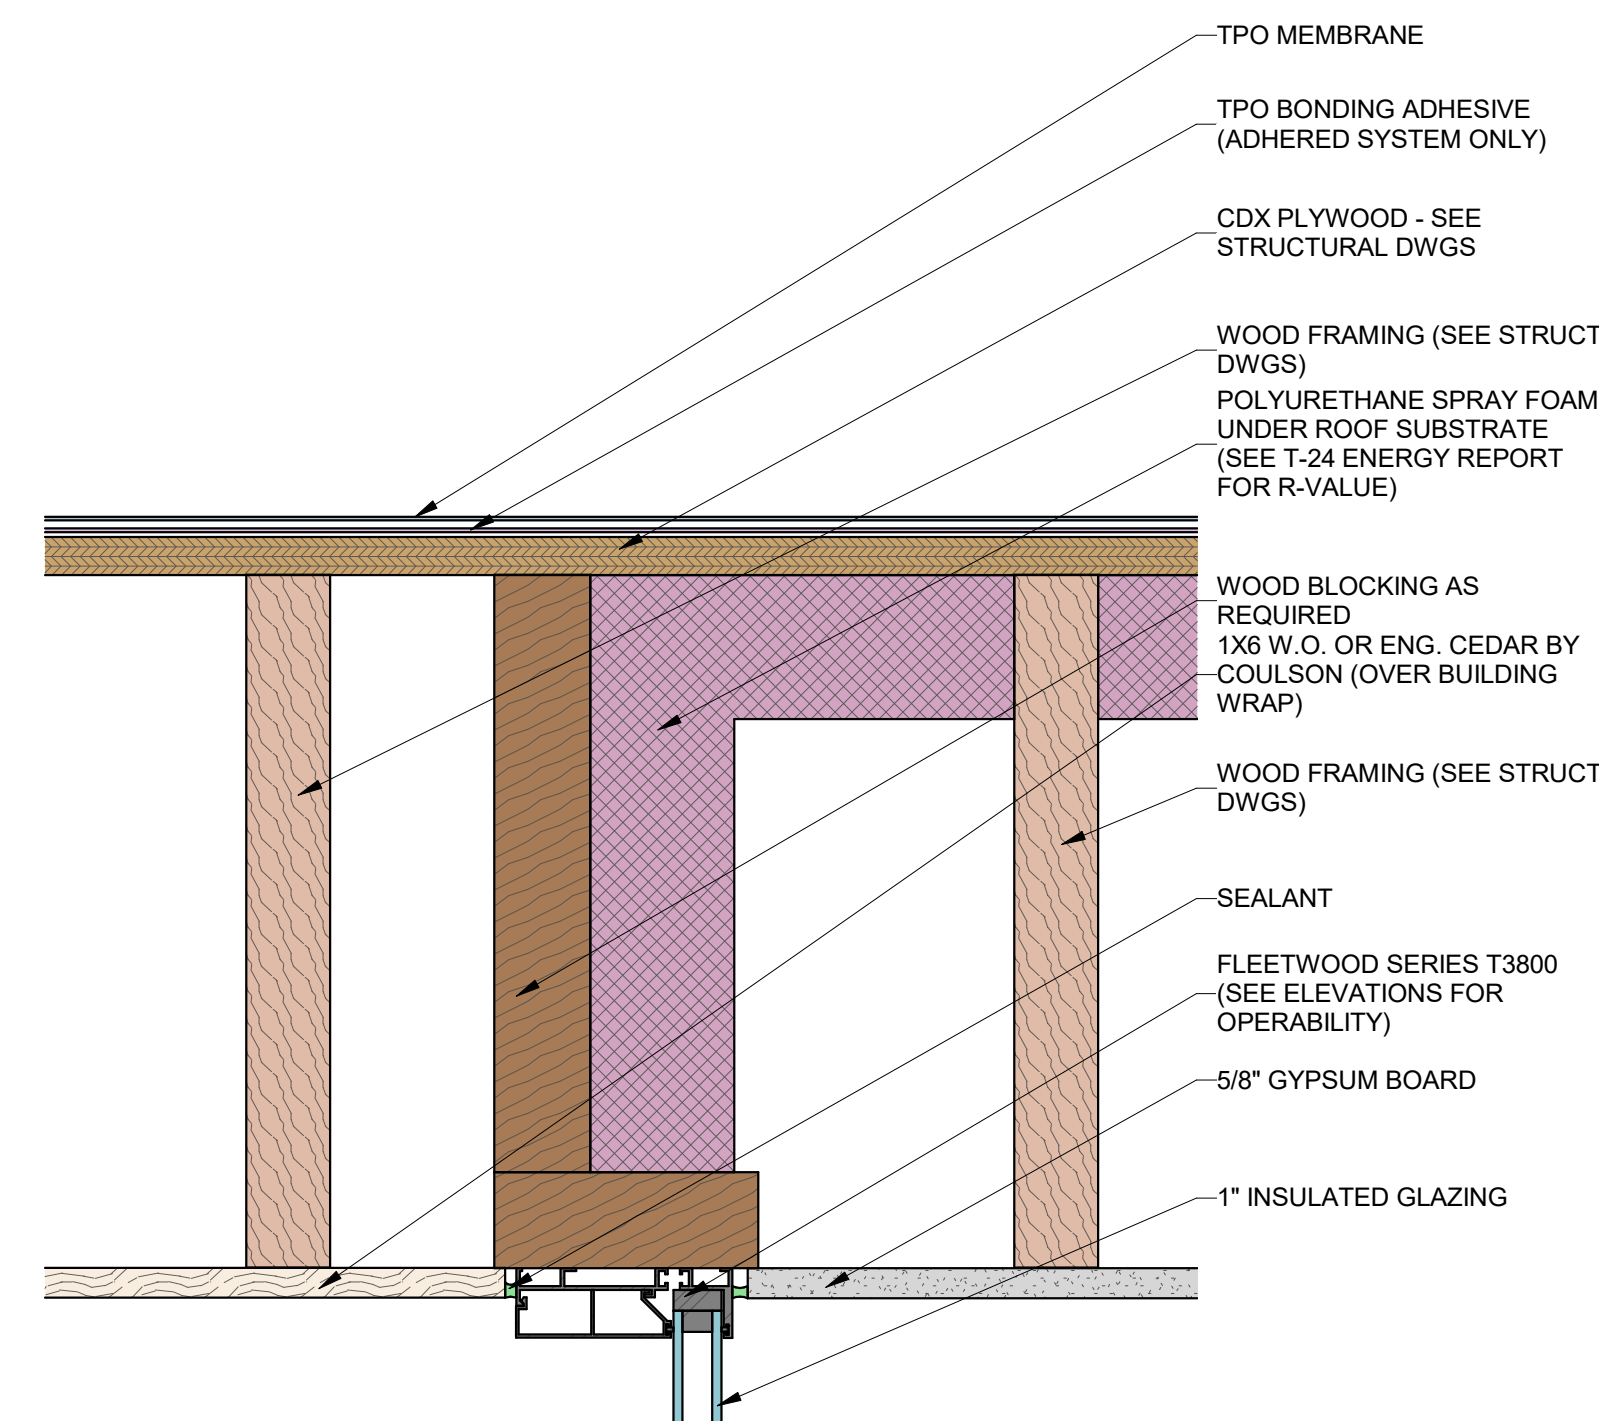 TPO MEMBRANE
TPO BONDING ADHESIVE
(ADHERED SYSTEM ONLY)
CDX PLYWOOD - SEE
STRUCTURAL DWGS
WOOD FRAMING (SEE STRUCT
DWGS)
POLYURETHANE SPRAY FOAM
UNDER ROOF SUBSTRATE
(SEE T-24 ENERGY REPORT
FOR R-VALUE)
WOOD BLOCKING AS
REQUIRED
1X6 W.O. OR ENG. CEDAR BY
COULSON (OVER BUILDING
WRAP)
WOOD FRAMING (SEE STRUCT
DWGS)
SEALANT
FLEETWOOD SERIES T3800
(SEE ELEVATIONS FOR
OPERABILITY)
5/8" GYPSUM BOARD
1" INSULATED GLAZING